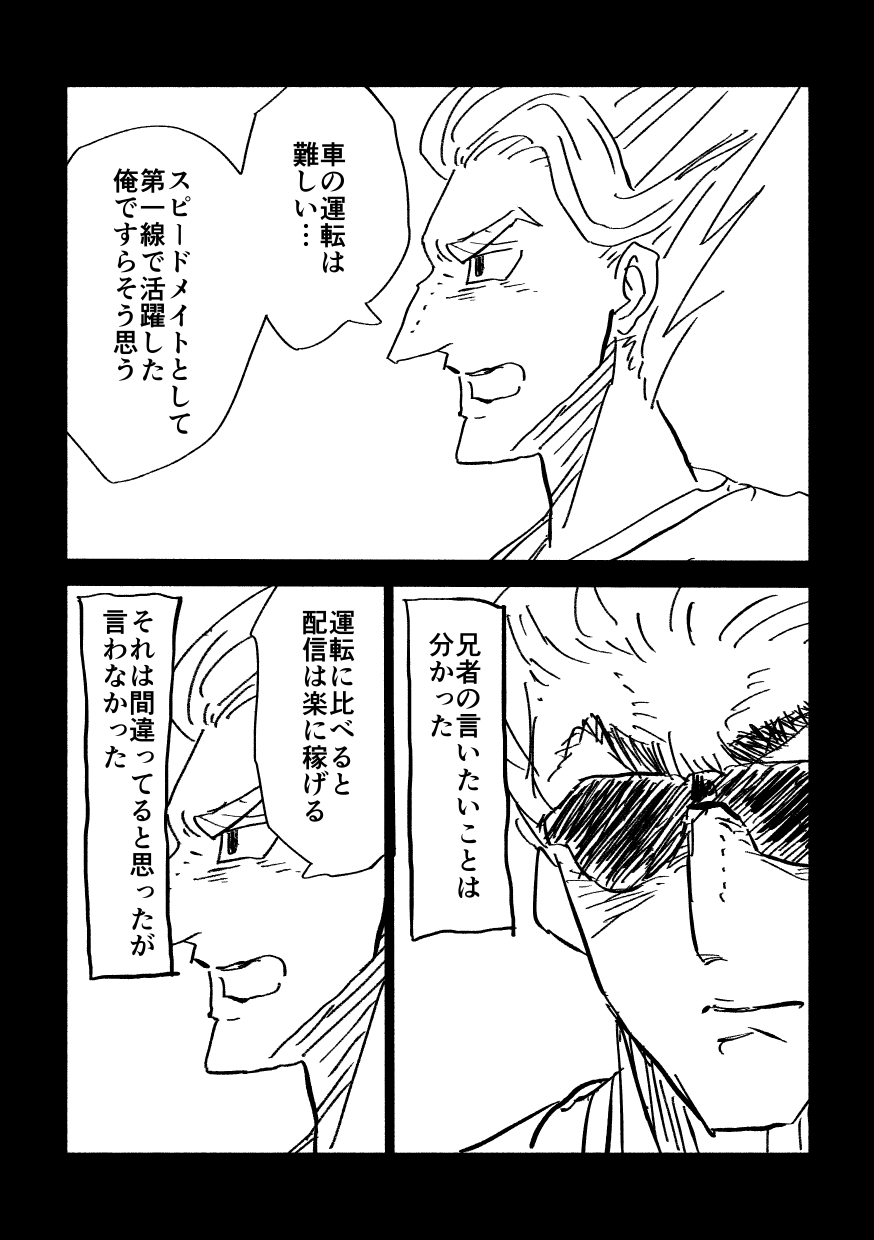 車の運転は
難しい…
スピードメイトとして
第一線で活躍した
俺ですらそう思う
兄者の言いたいことは
分かった
運転に比べると
配信は楽に稼げる
それは間違ってると思ったが
言わなかった